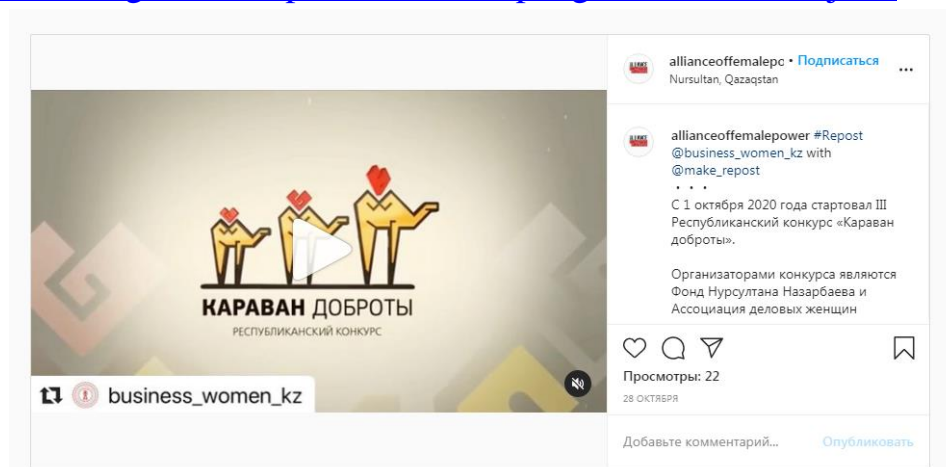 КАРАВАН ДОБРОТЫ
РЕСПУБЛИКАНСКИЙ КОНКУРС
business_women_kz
allianceoffemalepc • Подписаться
Nursultan, Qazaqstan
allianceoffemalepower #Repost
@business_women_kz with
@make_repost
• • •
С 1 октября 2020 года стартовал III
Республиканский конкурс «Караван
доброты».
Организаторами конкурса являются
Фонд Нурсултана Назарбаева и
Ассоциация деловых женщин
Просмотры: 22
28 ОКТЯБРЯ
Добавьте комментарий...
Опубликовать